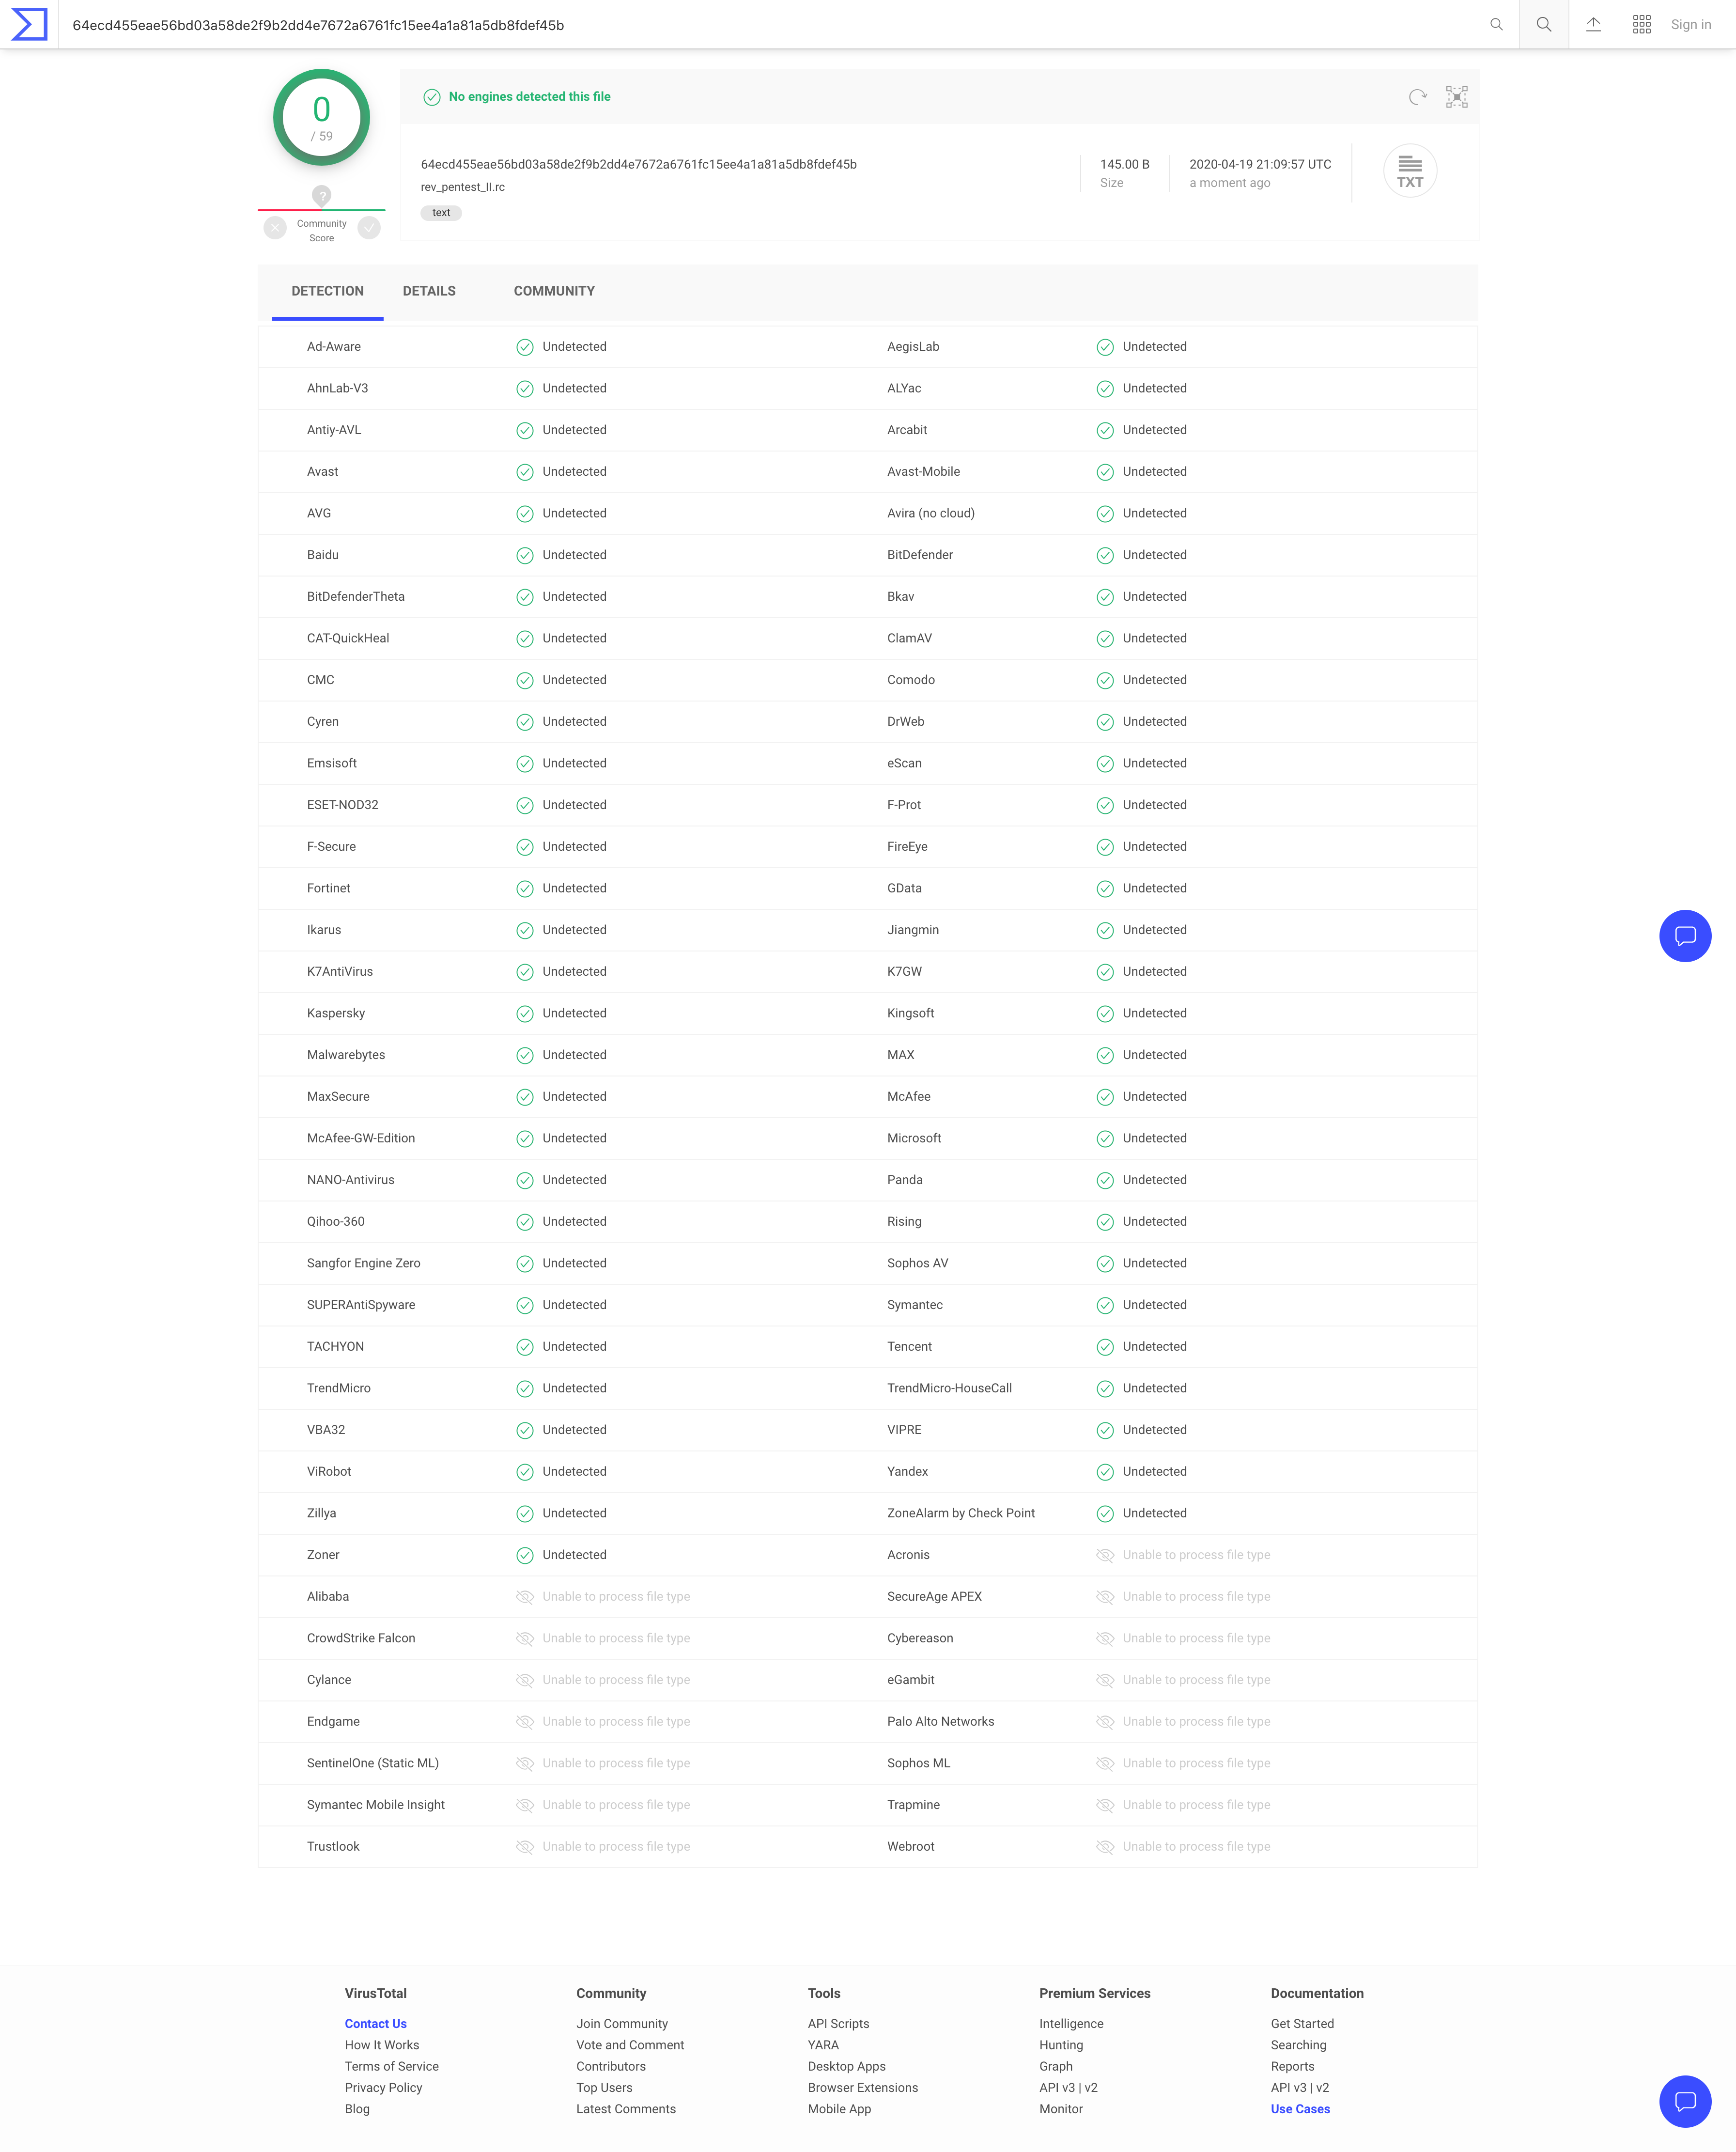 64ecd455eae56bd03a58de2f9b2dd4e7672a6761fc15ee4a1a81a5db8fdef45b
Sign in
0
/ 59
?
Community
Score
No engines detected this file
64ecd455eae56bd03a58de2f9b2dd4e7672a6761fc15ee4a1a81a5db8fdef45b
rev_pentest_II.rc
text
145.00 B
Size
2020-04-19 21:09:57 UTC
a moment ago
TXT
DETECTION DETAILS COMMUNITY
Ad-Aware Undetected AegisLab Undetected
AhnLab-V3 Undetected ALYac Undetected
Antiy-AVL Undetected Arcabit Undetected
Avast Undetected Avast-Mobile Undetected
AVG Undetected Avira (no cloud) Undetected
Baidu Undetected BitDefender Undetected
BitDefenderTheta Undetected Bkav Undetected
CAT-QuickHeal Undetected ClamAV Undetected
CMC Undetected Comodo Undetected
Cyren Undetected DrWeb Undetected
Emsisoft Undetected eScan Undetected
ESET-NOD32 Undetected F-Prot Undetected
F-Secure Undetected FireEye Undetected
Fortinet Undetected GData Undetected
Ikarus Undetected Jiangmin Undetected
K7AntiVirus Undetected K7GW Undetected
Kaspersky Undetected Kingsoft Undetected
Malwarebytes Undetected MAX Undetected
MaxSecure Undetected McAfee Undetected
McAfee-GW-Edition Undetected Microsoft Undetected
NANO-Antivirus Undetected Panda Undetected
Qihoo-360 Undetected Rising Undetected
Sangfor Engine Zero Undetected Sophos AV Undetected
SUPERAntiSpyware Undetected Symantec Undetected
TACHYON Undetected Tencent Undetected
TrendMicro Undetected TrendMicro-HouseCall Undetected
VBA32 Undetected VIPRE Undetected
ViRobot Undetected Yandex Undetected
Zillya Undetected ZoneAlarm by Check Point Undetected
Zoner Undetected Acronis Unable to process file type
Alibaba Unable to process file type SecureAge APEX Unable to process file type
CrowdStrike Falcon Unable to process file type Cybereason Unable to process file type
Cylance Unable to process file type eGambit Unable to process file type
Endgame Unable to process file type Palo Alto Networks Unable to process file type
SentinelOne (Static ML) Unable to process file type Sophos ML Unable to process file type
Symantec Mobile Insight Unable to process file type Trapmine Unable to process file type
Trustlook Unable to process file type Webroot Unable to process file type
VirusTotal Community Tools Premium Services Documentation
Contact Us Join Community API Scripts Intelligence Get Started
How It Works Vote and Comment YARA Hunting Searching
Terms of Service Contributors Desktop Apps Graph Reports
Privacy Policy Top Users Browser Extensions API v3 | v2 API v3 | v2
Blog Latest Comments Mobile App Monitor Use Cases